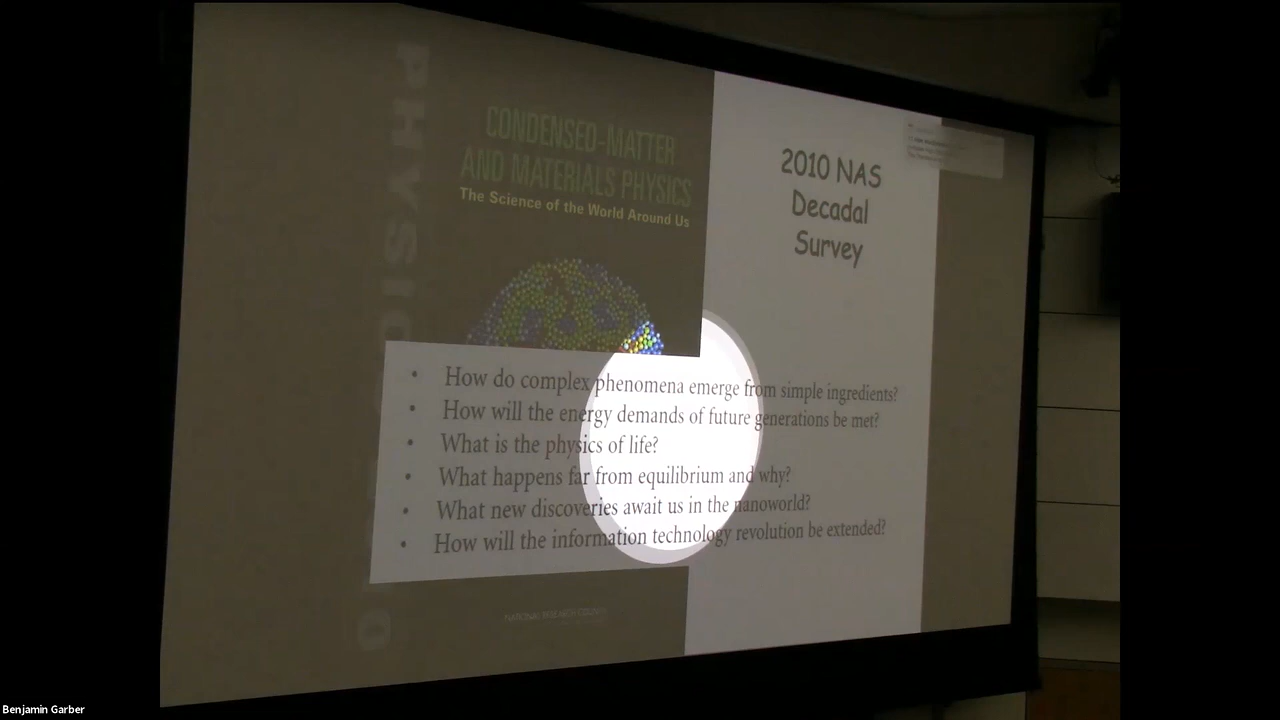 PHYSICS
CONDENSED-MATTER
AND MATERIALS PHYSICS
The Science of the World Around Us
2010 NAS
Decadal
Survey
• How do complex phenomena emerge from simple ingredients?
• How will the energy demands of future generations be met?
• What is the physics of life?
• What happens far from equilibrium and why?
• What new discoveries await us in the nanoworld?
• How will the information technology revolution be extended?
NATIONAL RESEARCH COUNCIL
Benjamin Garber